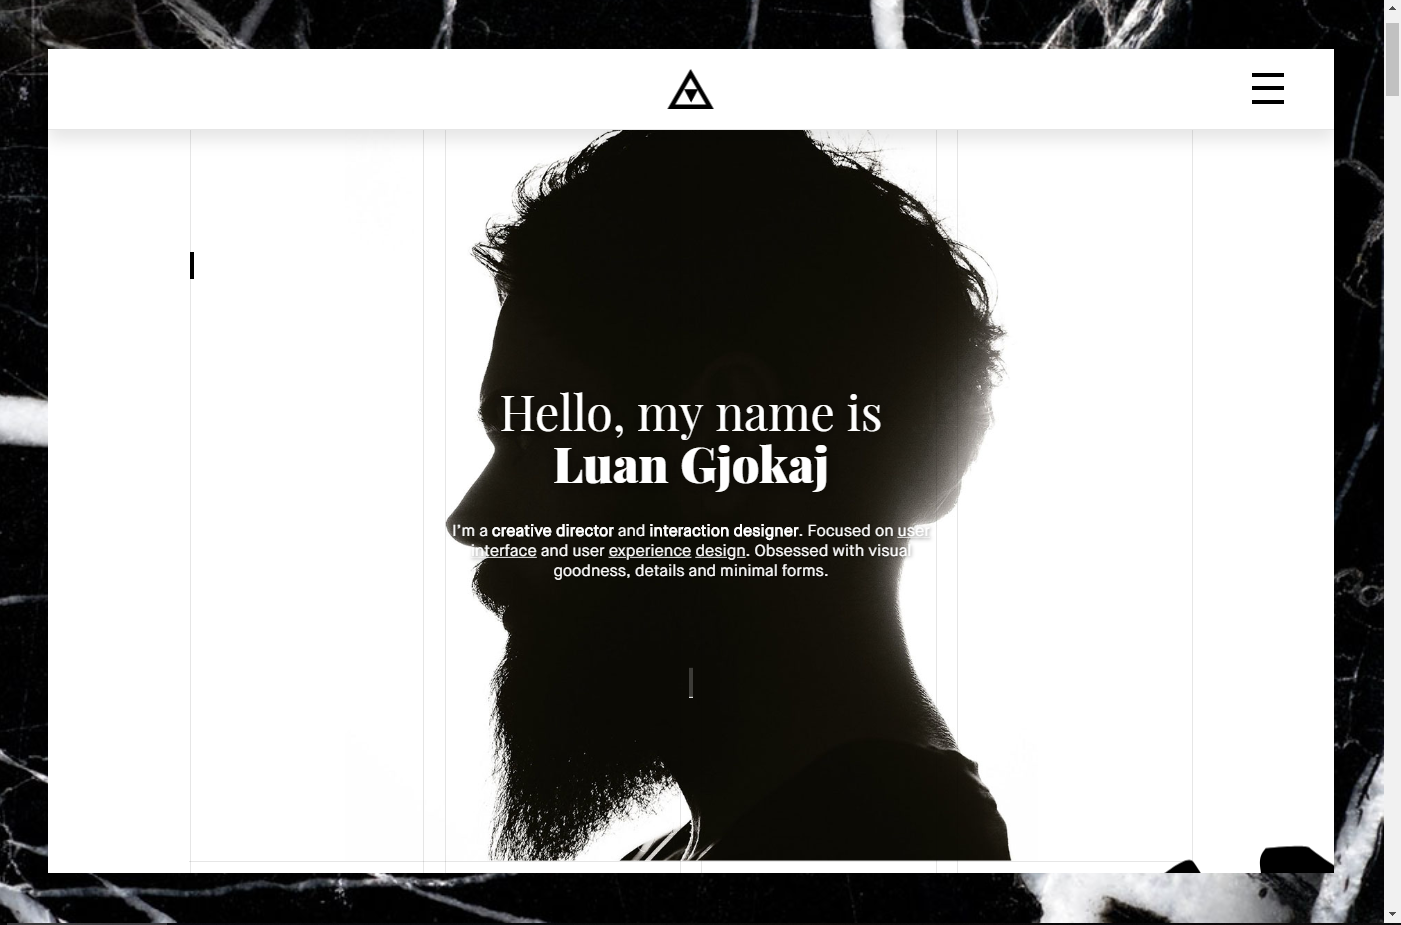 Hello, my name is
Luan Gjokaj
I'm a creative director and interaction designer. Focused on user
interface and user experience design. Obsessed with visual
goodness, details and minimal forms.